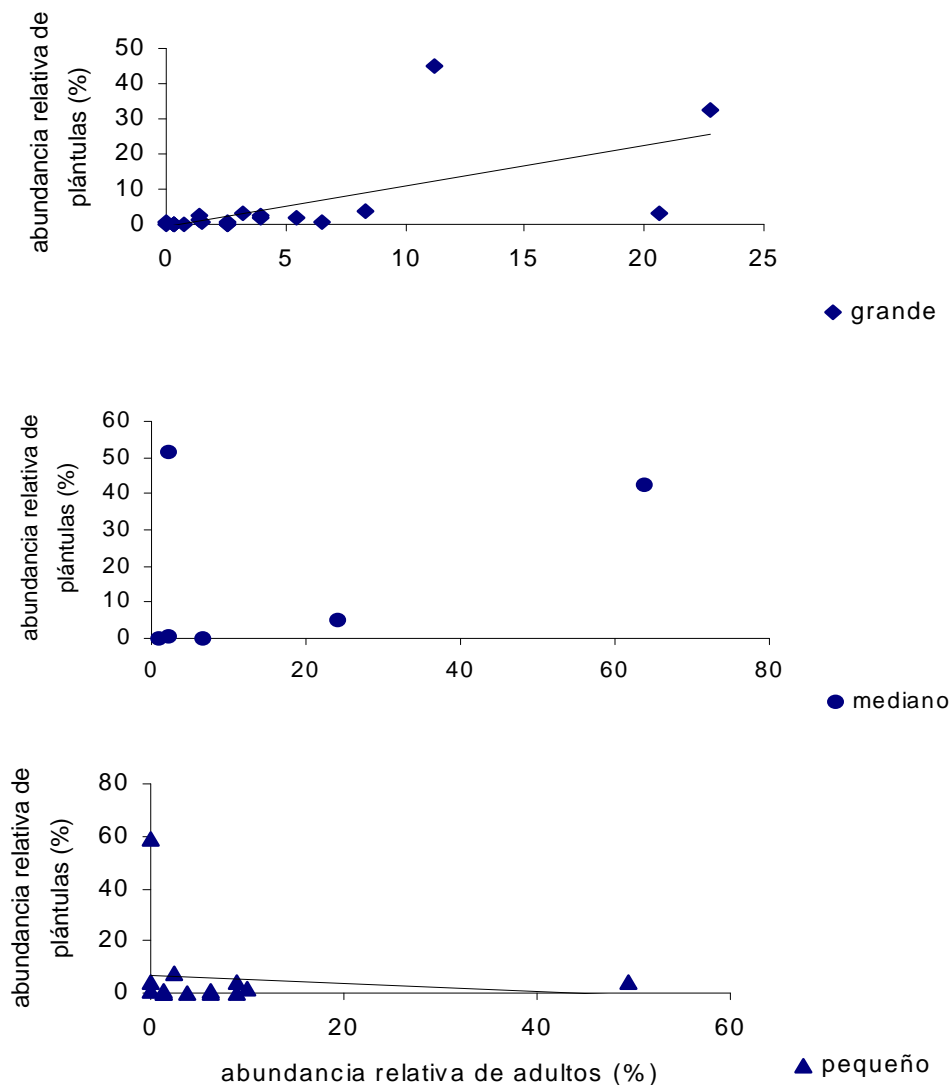 abundancia relativa de
plántulas (%)
50
40
30
20
10
0
0 5 10 15 20 25
grande
abundancia relativa de
plántulas (%)
60
50
40
30
20
10
0
0 20 40 60 80
mediano
abundancia relativa de
plántulas (%)
80
60
40
20
0
0 20 40 60
abundancia relativa de adultos (%)
pequeño